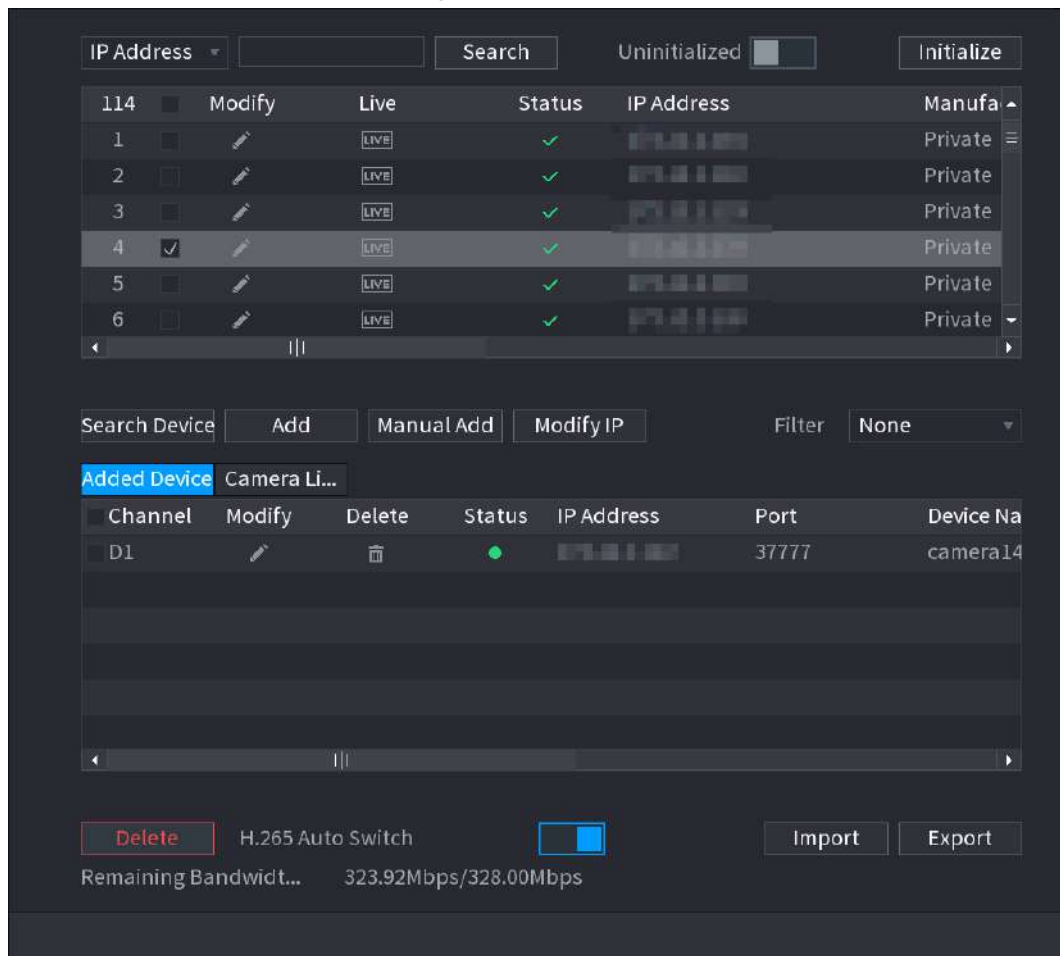 IP Address Search Uninitialized Initialize
114 Modify Live Status IP Address Manufa
1 LIVE Private
2 LIVE Private
3 LIVE Private
4 LIVE Private
5 LIVE Private
6 LIVE Private
Search Device Add Manual Add Modify IP Filter None
Added Device Camera Li...
Channel Modify Delete Status IP Address Port Device Na
D1 37777 camera14
Delete H.265 Auto Switch Import Export
Remaining Bandwidt... 323.92Mbps/328.00Mbps